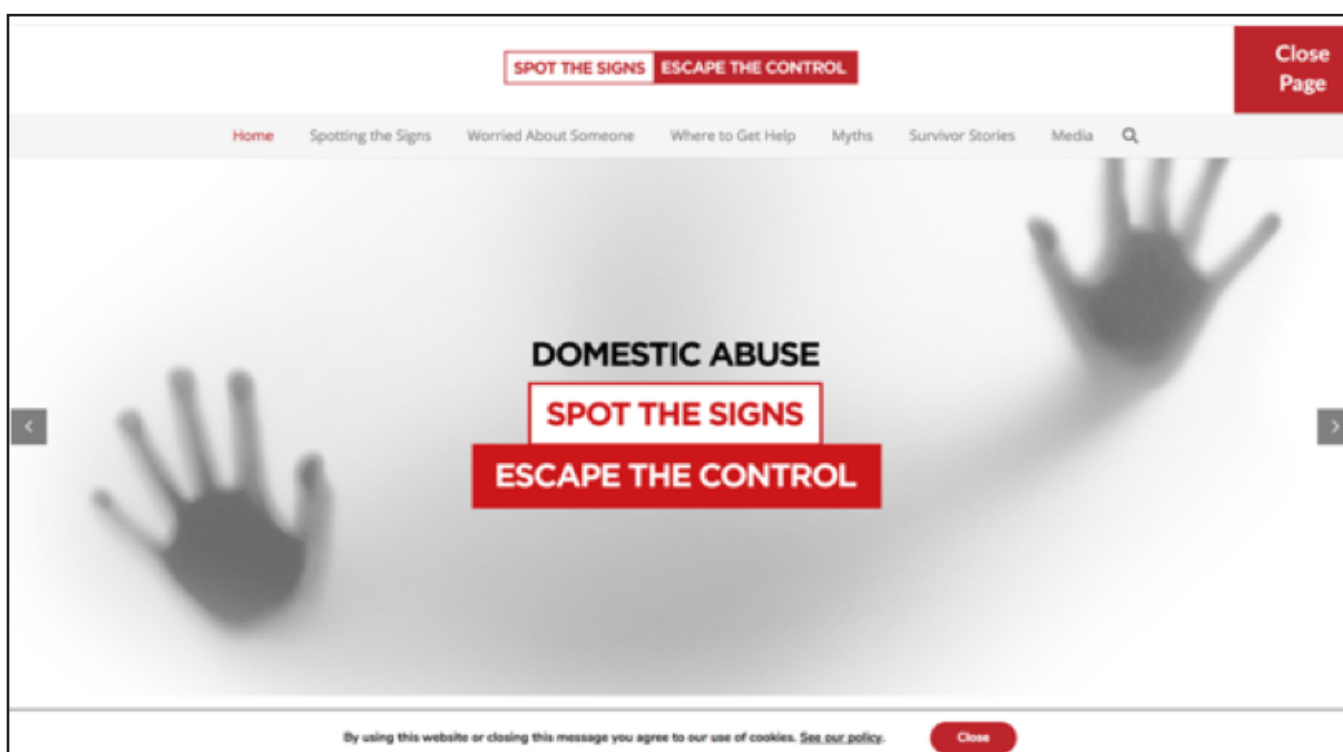 SPOT THE SIGNS ESCAPE THE CONTROL
Close
Page
Home Spotting the Signs Worried About Someone Where to Get Help Myths Survivor Stories Media
DOMESTIC ABUSE
SPOT THE SIGNS
ESCAPE THE CONTROL
By using this website or closing this message you agree to our use of cookies. See our policy. Close